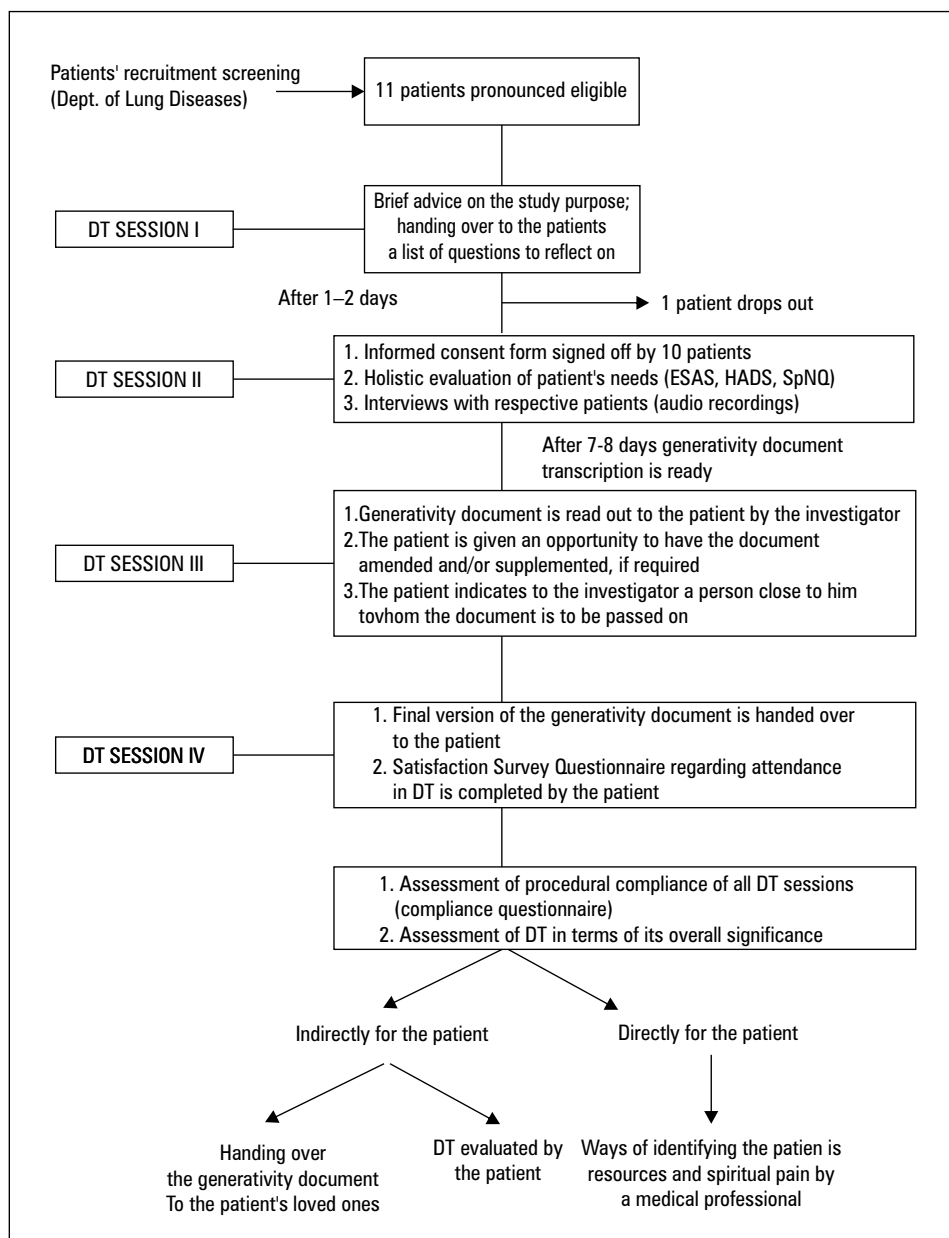 Patients' recruitment screening
(Dept. of Lung Diseases)
11 patients pronounced eligible
DT SESSION I
Brief advice on the study purpose;
handing over to the patients
a list of questions to reflect on
After 1–2 days
1 patient drops out
DT SESSION II
1. Informed consent form signed off by 10 patients
2. Holistic evaluation of patient's needs (ESAS, HADS, SpNQ)
3. Interviews with respective patients (audio recordings)
After 7-8 days generativity document
transcription is ready
DT SESSION III
1.Generativity document is read out to the patient by the investigator
2.The patient is given an opportunity to have the document
amended and/or supplemented, if required
3.The patient indicates to the investigator a person close to him
tovhom the document is to be passed on
DT SESSION IV
1. Final version of the generativity document is handed over
to the patient
2. Satisfaction Survey Questionnaire regarding attendance
in DT is completed by the patient
1. Assessment of procedural compliance of all DT sessions
(compliance questionnaire)
2. Assessment of DT in terms of its overall significance
Indirectly for the patient
Directly for the patient
Handing over
the generativity document
To the patient's loved ones
DT evaluated by
the patient
Ways of identifying the patien is
resources and spiritual pain by
a medical professional